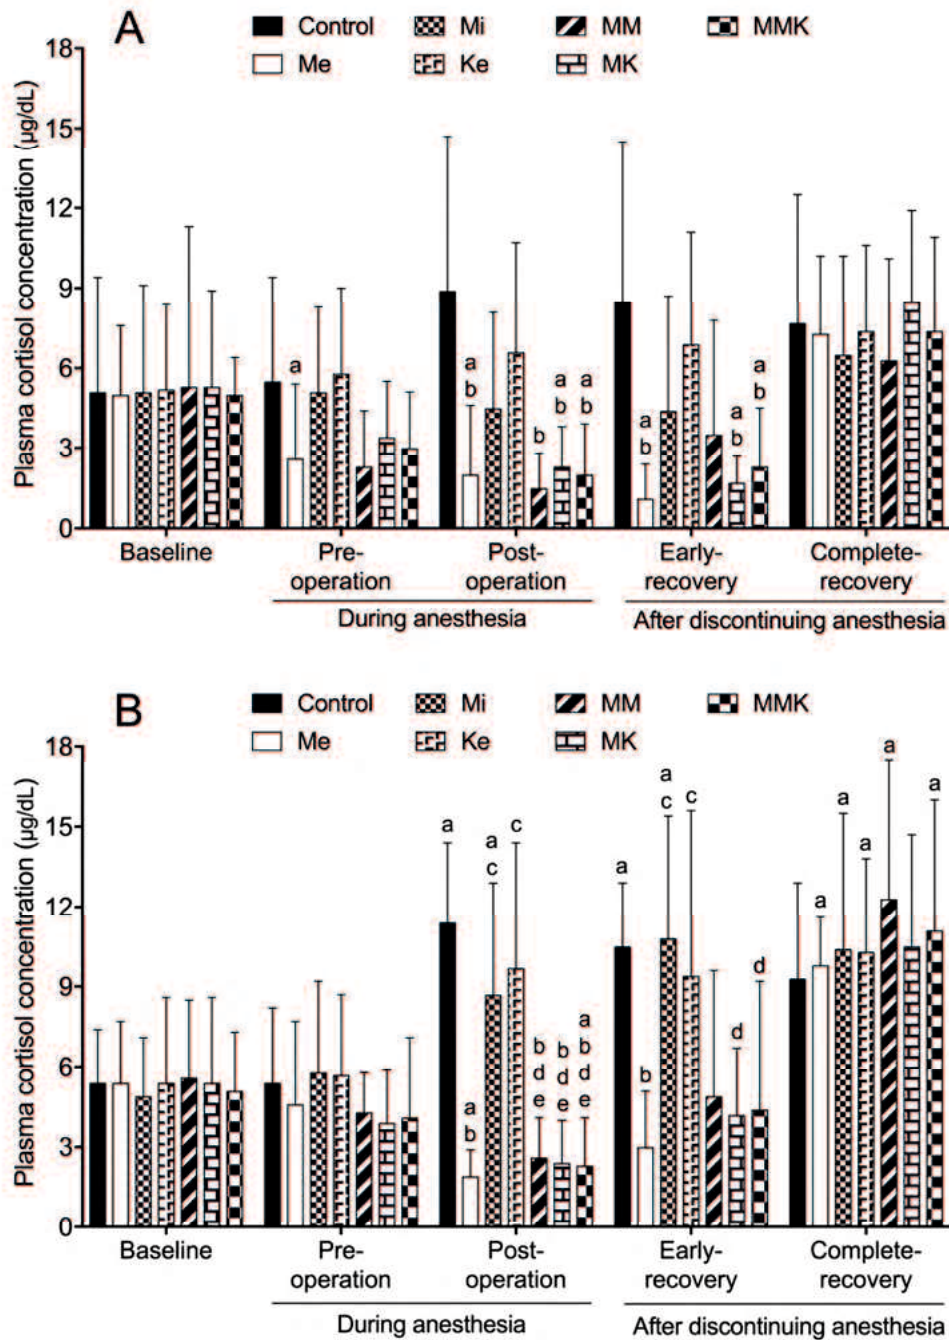 A
Control Mi MM MMK
Me Ke MK
Plasma cortisol concentration (µg/dL)
18
15
12
9
6
3
0
a
a
b
b
a
b
a
b
a
b
a
b
a
b
Baseline Pre-operation Post-operation Early-recovery Complete-recovery
During anesthesia After discontinuing anesthesia
B
Control Mi MM MMK
Me Ke MK
Plasma cortisol concentration (µg/dL)
18
15
12
9
6
3
0
a
a
b
a
c
c
b
d
e
b
d
e
a
b
d
e
a
b
a
c
c
d
d
a
a
a
a
a
Baseline Pre-operation Post-operation Early-recovery Complete-recovery
During anesthesia After discontinuing anesthesia